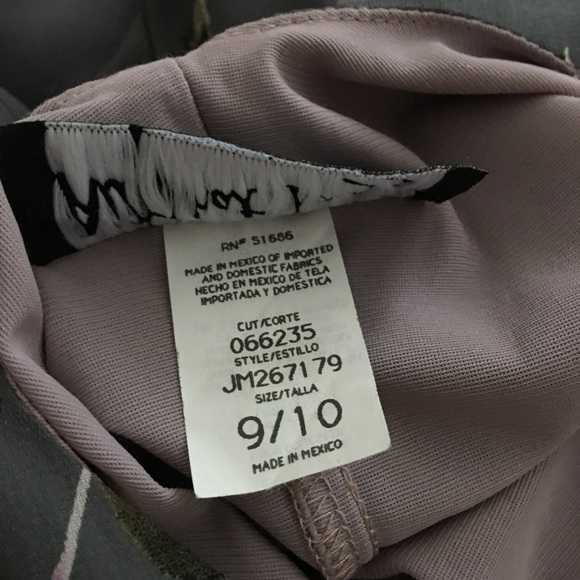 RN# 51686
MADE IN MEXICO OF IMPORTED
AND DOMESTIC FABRICS
HECHO EN MEXICO DE TELA
IMPORTADA Y DOMESTICA
CUT/CORTE
066235
STYLE/ESTILLO
JM267179
SIZE/TALLA
9/10
MADE IN MEXICO